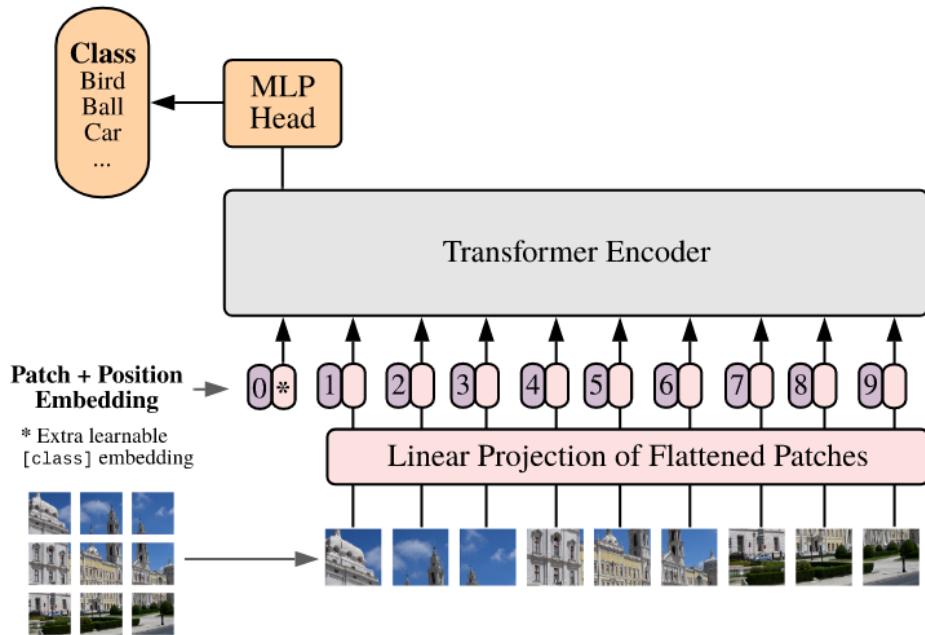 Class
Bird
Ball
Car
...
MLP
Head
Transformer Encoder
Patch + Position
Embedding
0 * 1 2 3 4 5 6 7 8 9
* Extra learnable
[class] embedding
Linear Projection of Flattened Patches